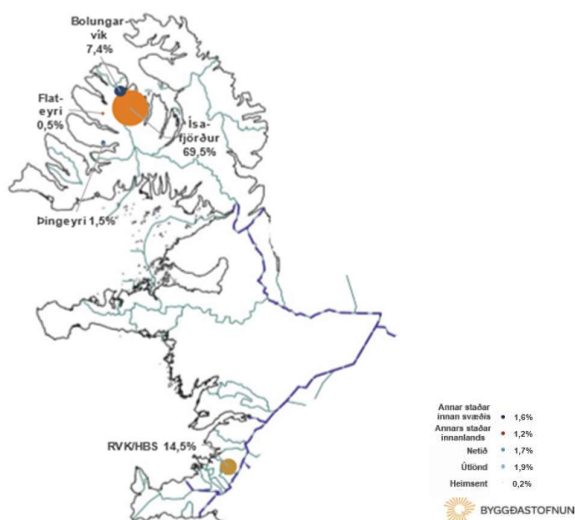 Bolungar-
vík
7,4%
Flat-
eyri
0,5%
Ísa-
fjörður
69,5%
Þingeyri 1,5%
RVK/HBS 14,5%
Annar staðar
innan svæðis 1,6%
Annars staðar
innanlands 1,2%
Netið 1,7%
Útlönd 1,9%
Heimsent 0,2%
BYGGÐASTOFNUN